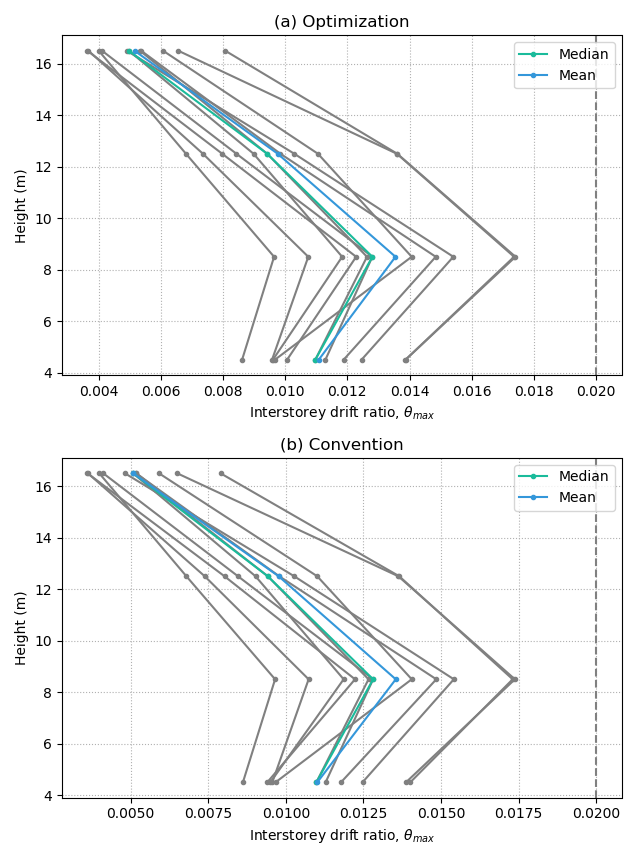 (a) Optimization
16
14
12
10
8
6
4
Height (m)
Median
Mean
0.004 0.006 0.008 0.010 0.012 0.014 0.016 0.018 0.020
Interstorey drift ratio, θmax
(b) Convention
16
14
12
10
8
6
4
Height (m)
Median
Mean
0.0050 0.0075 0.0100 0.0125 0.0150 0.0175 0.0200
Interstorey drift ratio, θmax